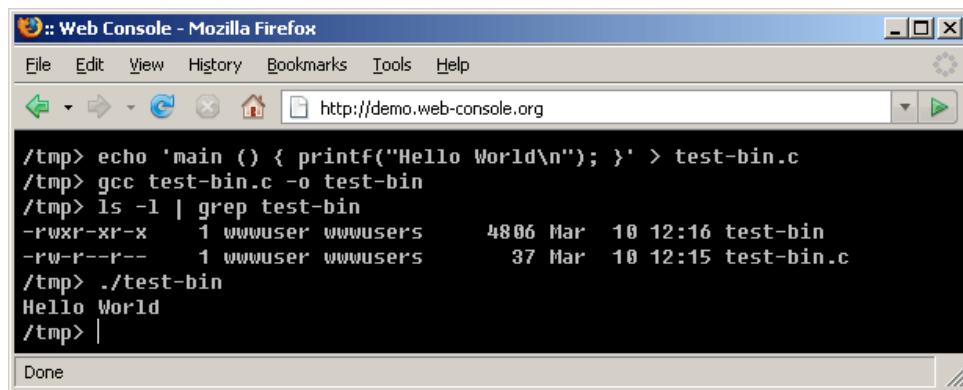 :: Web Console - Mozilla Firefox
File Edit View History Bookmarks Tools Help
http://demo.web-console.org
/tmp> echo 'main () { printf("Hello World\n"); }' > test-bin.c
/tmp> gcc test-bin.c -o test-bin
/tmp> ls -l | grep test-bin
-rwxr-xr-x    1 wwwuser wwwusers     4806 Mar  10 12:16 test-bin
-rw-r--r--    1 wwwuser wwwusers       37 Mar  10 12:15 test-bin.c
/tmp> ./test-bin
Hello World
/tmp>
Done